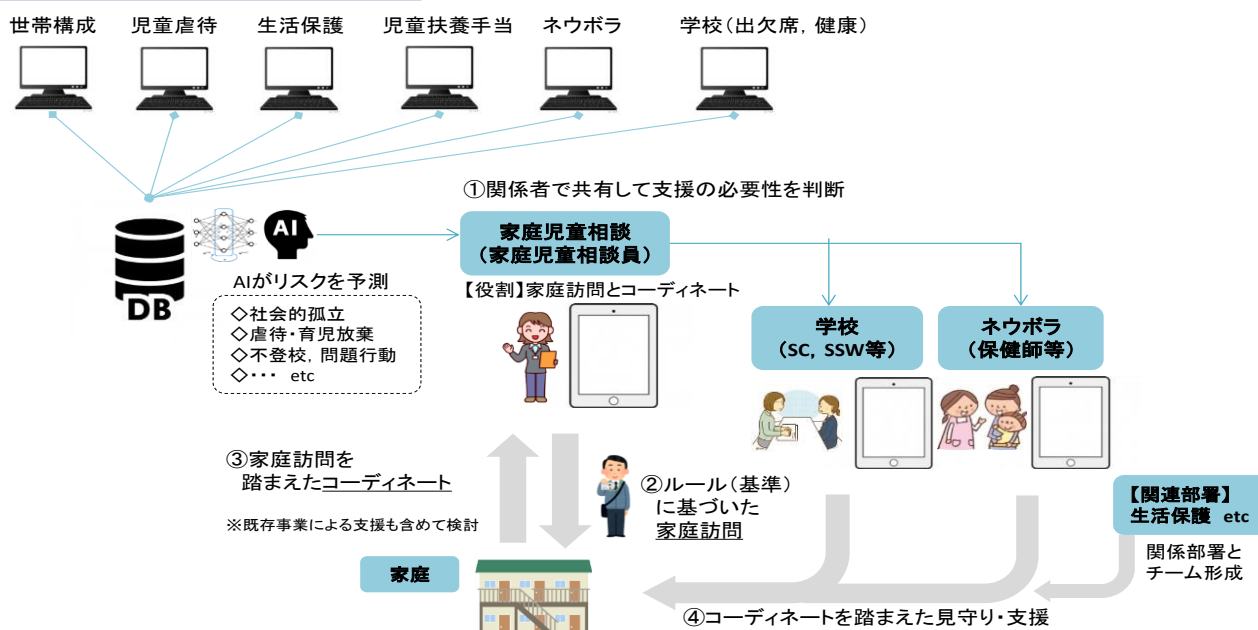 世帯構成
児童虐待
生活保護
児童扶養手当
ネウボラ
学校（出欠席，健康）
①関係者で共有して支援の必要性を判断
DB
AI
AIがリスクを予測
◇社会的孤立
◇虐待・育児放棄
◇不登校，問題行動
◇・・・ etc
家庭児童相談
（家庭児童相談員）
【役割】家庭訪問とコーディネート
学校
（SC，SSW等）
ネウボラ
（保健師等）
③家庭訪問を
踏まえたコーディネート
※既存事業による支援も含めて検討
②ルール（基準）
に基づいた
家庭訪問
【関連部署】
生活保護 etc
関係部署と
チーム形成
家庭
④コーディネートを踏まえた見守り・支援